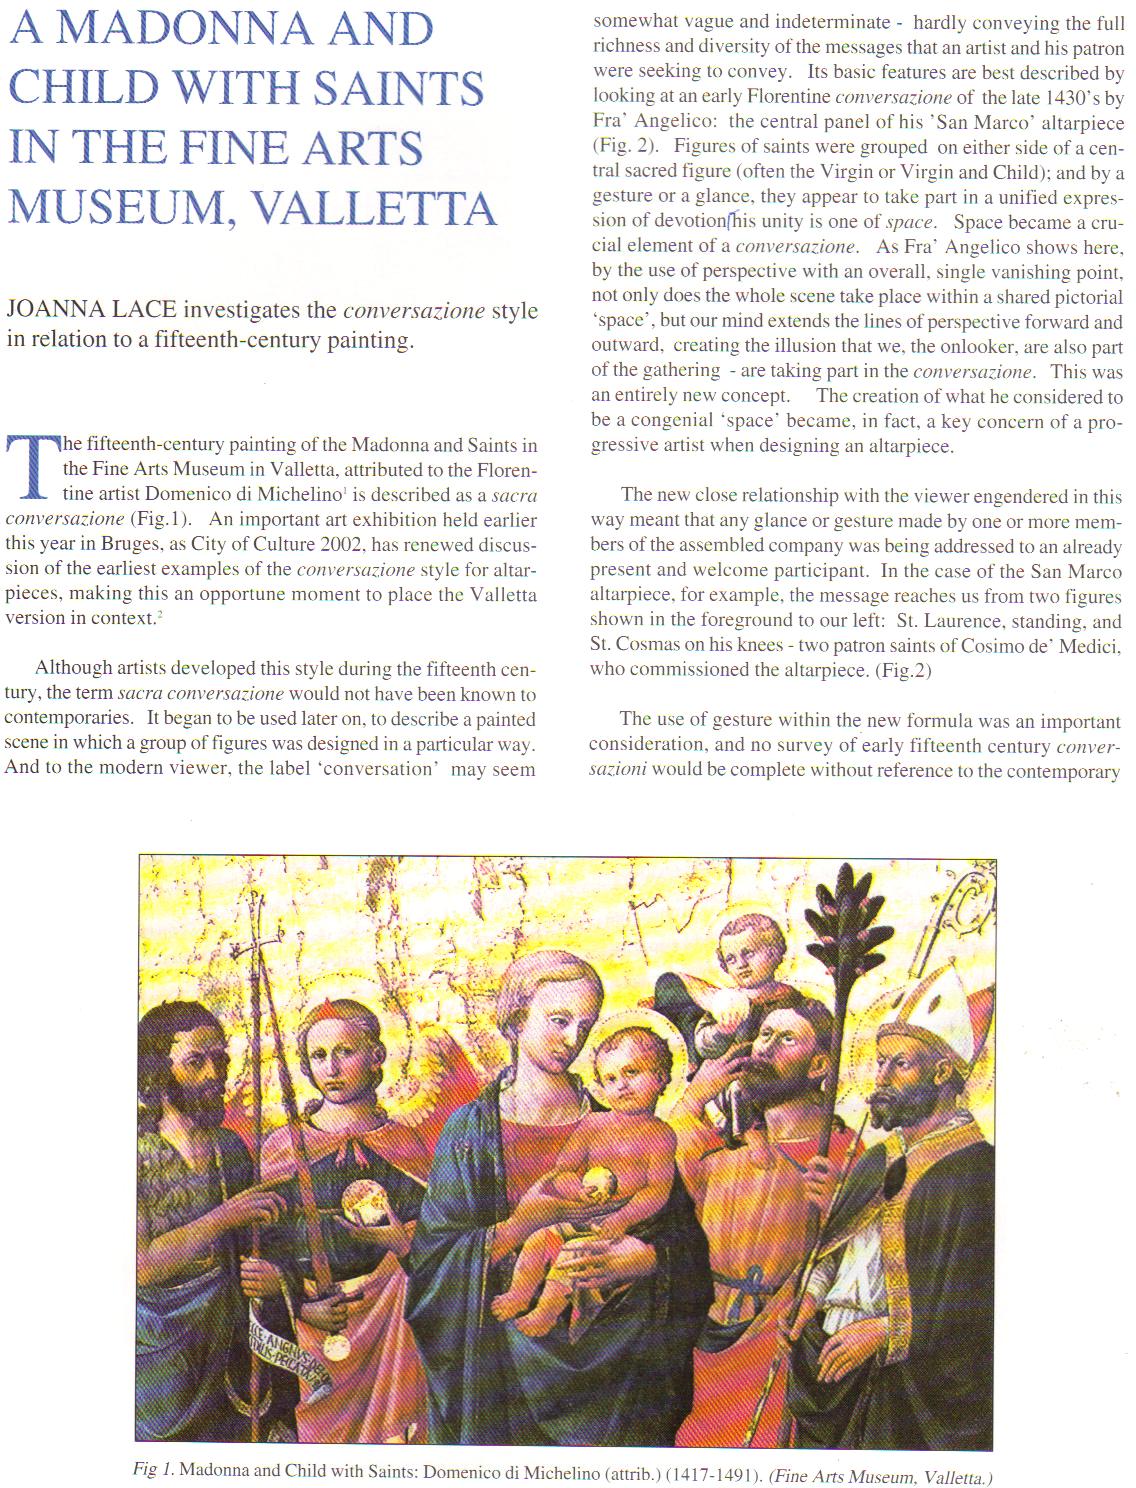 A MADONNA AND
CHILD WITH SAINTS
IN THE FINE ARTS
MUSEUM, VALLETTA
JOANNA LACE investigates the conversazione style
in relation to a fifteenth-century painting.
The fifteenth-century painting of the Madonna and Saints in
the Fine Arts Museum in Valletta, attributed to the Floren-
tine artist Domenico di Michelino¹ is described as a sacra
conversazione (Fig.1). An important art exhibition held earlier
this year in Bruges, as City of Culture 2002, has renewed discus-
sion of the earliest examples of the conversazione style for altar-
pieces, making this an opportune moment to place the Valletta
version in context.²
Although artists developed this style during the fifteenth cen-
tury, the term sacra conversazione would not have been known to
contemporaries. It began to be used later on, to describe a painted
scene in which a group of figures was designed in a particular way.
And to the modern viewer, the label ‘conversation’ may seem
somewhat vague and indeterminate - hardly conveying the full
richness and diversity of the messages that an artist and his patron
were seeking to convey. Its basic features are best described by
looking at an early Florentine conversazione of the late 1430's by
Fra' Angelico: the central panel of his 'San Marco' altarpiece
(Fig. 2). Figures of saints were grouped on either side of a cen-
tral sacred figure (often the Virgin or Virgin and Child); and by a
gesture or a glance, they appear to take part in a unified expres-
sion of devotion his unity is one of space. Space became a cru-
cial element of a conversazione. As Fra' Angelico shows here,
by the use of perspective with an overall, single vanishing point,
not only does the whole scene take place within a shared pictorial
‘space’, but our mind extends the lines of perspective forward and
outward, creating the illusion that we, the onlooker, are also part
of the gathering - are taking part in the conversazione. This was
an entirely new concept. The creation of what he considered to
be a congenial ‘space’ became, in fact, a key concern of a pro-
gressive artist when designing an altarpiece.
The new close relationship with the viewer engendered in this
way meant that any glance or gesture made by one or more mem-
bers of the assembled company was being addressed to an already
present and welcome participant. In the case of the San Marco
altarpiece, for example, the message reaches us from two figures
shown in the foreground to our left: St. Laurence, standing, and
St. Cosmas on his knees - two patron saints of Cosimo de' Medici,
who commissioned the altarpiece. (Fig.2)
The use of gesture within the new formula was an important
consideration, and no survey of early fifteenth century conver-
sazioni would be complete without reference to the contemporary
Fig 1. Madonna and Child with Saints: Domenico di Michelino (attrib.) (1417-1491). (Fine Arts Museum, Valletta.)